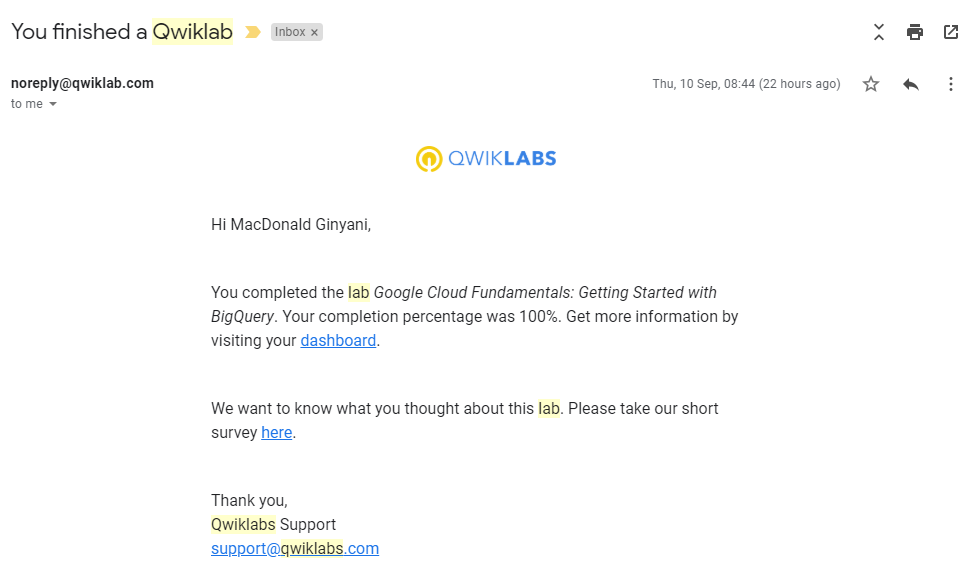 You finished a Qwiklab
Inbox ×
noreply@qwiklab.com
Thu, 10 Sep, 08:44 (22 hours ago)
to me
QWIKLABS
Hi MacDonald Ginyani,
You completed the lab Google Cloud Fundamentals: Getting Started with
BigQuery. Your completion percentage was 100%. Get more information by
visiting your dashboard.
We want to know what you thought about this lab. Please take our short
survey here.
Thank you,
Qwiklabs Support
support@qwiklabs.com